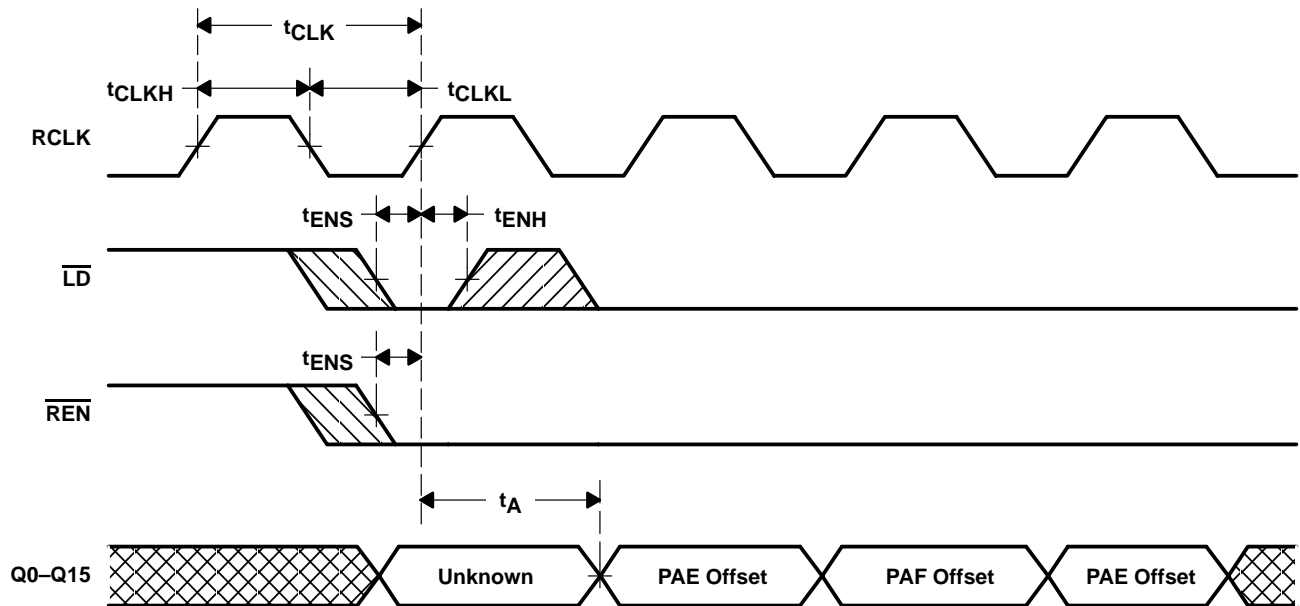 tCLK
tCLKH
tCLKL
RCLK
tENS
tENH
LD
tENS
REN
tA
Q0–Q15
Unknown
PAE Offset
PAF Offset
PAE Offset